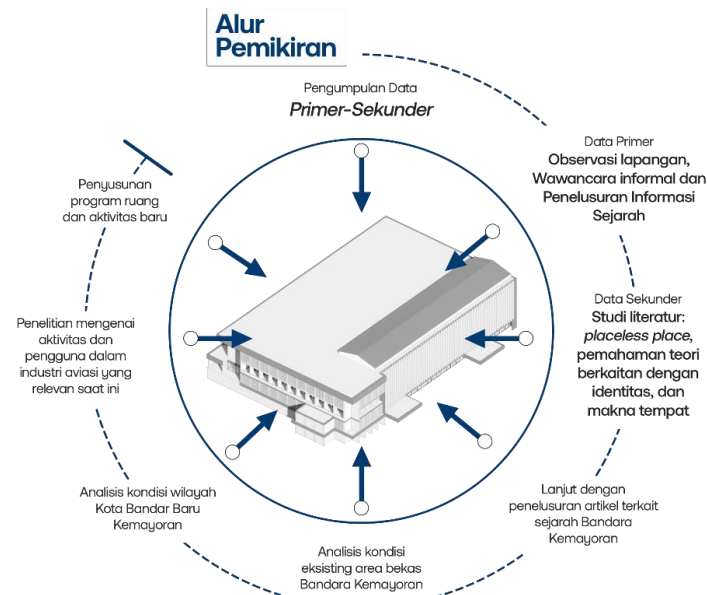 Alur
Pemikiran
Pengumpulan Data
Primer-Sekunder
Data Primer
Observasi lapangan,
Wawancara informal dan
Penelusuran Informasi
Sejarah
Data Sekunder
Studi literatur:
placeless place,
pemahaman teori
berkaitan dengan
identitas, dan
makna tempat
Lanjut dengan
penelusuran artikel terkait
sejarah Bandara
Kemayoran
Analisis kondisi
eksisting area bekas
Bandara Kemayoran
Analisis kondisi wilayah
Kota Bandar Baru
Kemayoran
Penelitian mengenai
aktivitas dan
pengguna dalam
industri aviasi yang
relevan saat ini
Penyusunan
program ruang
dan aktivitas baru